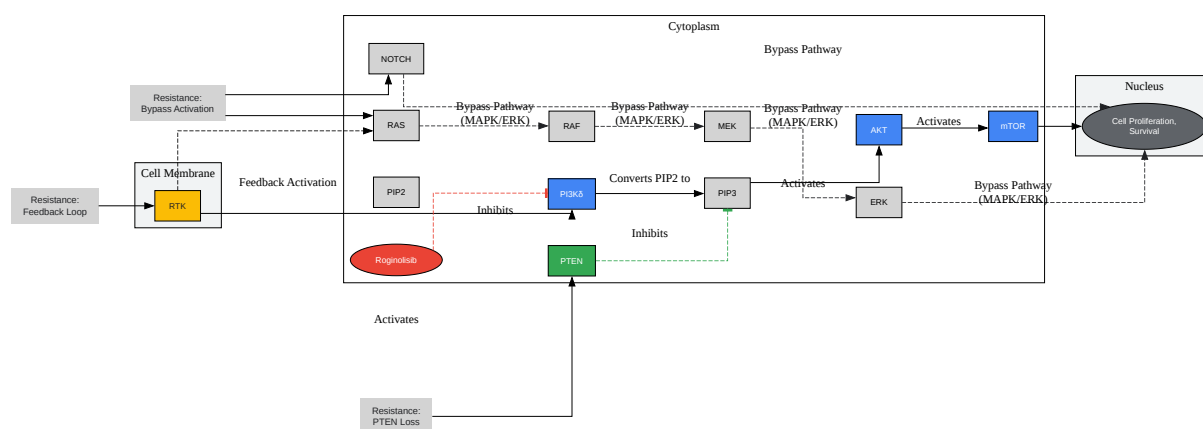 Cytoplasm
NOTCH
Bypass Pathway
Resistance:
Bypass Activation
Nucleus
RAS
Bypass Pathway
(MAPK/ERK)
RAF
Bypass Pathway
(MAPK/ERK)
MEK
Bypass Pathway
(MAPK/ERK)
AKT
Activates
mTOR
Cell Proliferation,
Survival
Cell Membrane
Feedback Activation
Resistance:
Feedback Loop
RTK
PIP2
PI3Kδ
Converts PIP2 to
PIP3
Activates
ERK
Bypass Pathway
(MAPK/ERK)
Inhibits
Inhibits
Roginolisib
PTEN
Activates
Resistance:
PTEN Loss